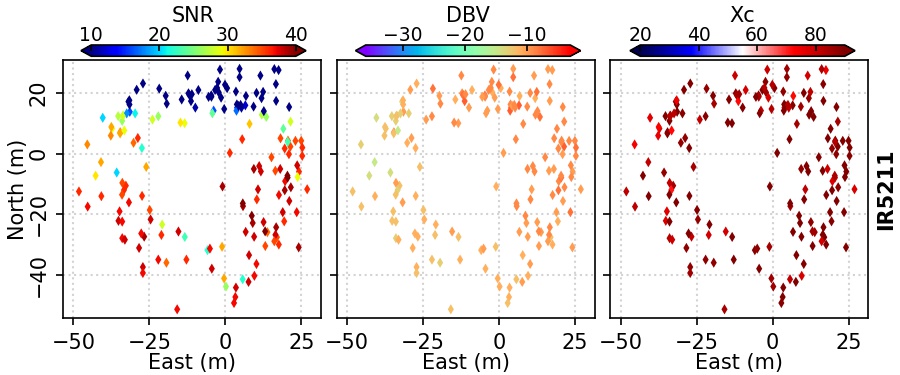 SNR DBV Xc
10 20 30 40 −30 −20 −10 20 40 60 80
20
0
−20
−40
North (m)
IR5211
−50 −25 0 25 −50 −25 0 25 −50 −25 0 25
East (m) East (m) East (m)